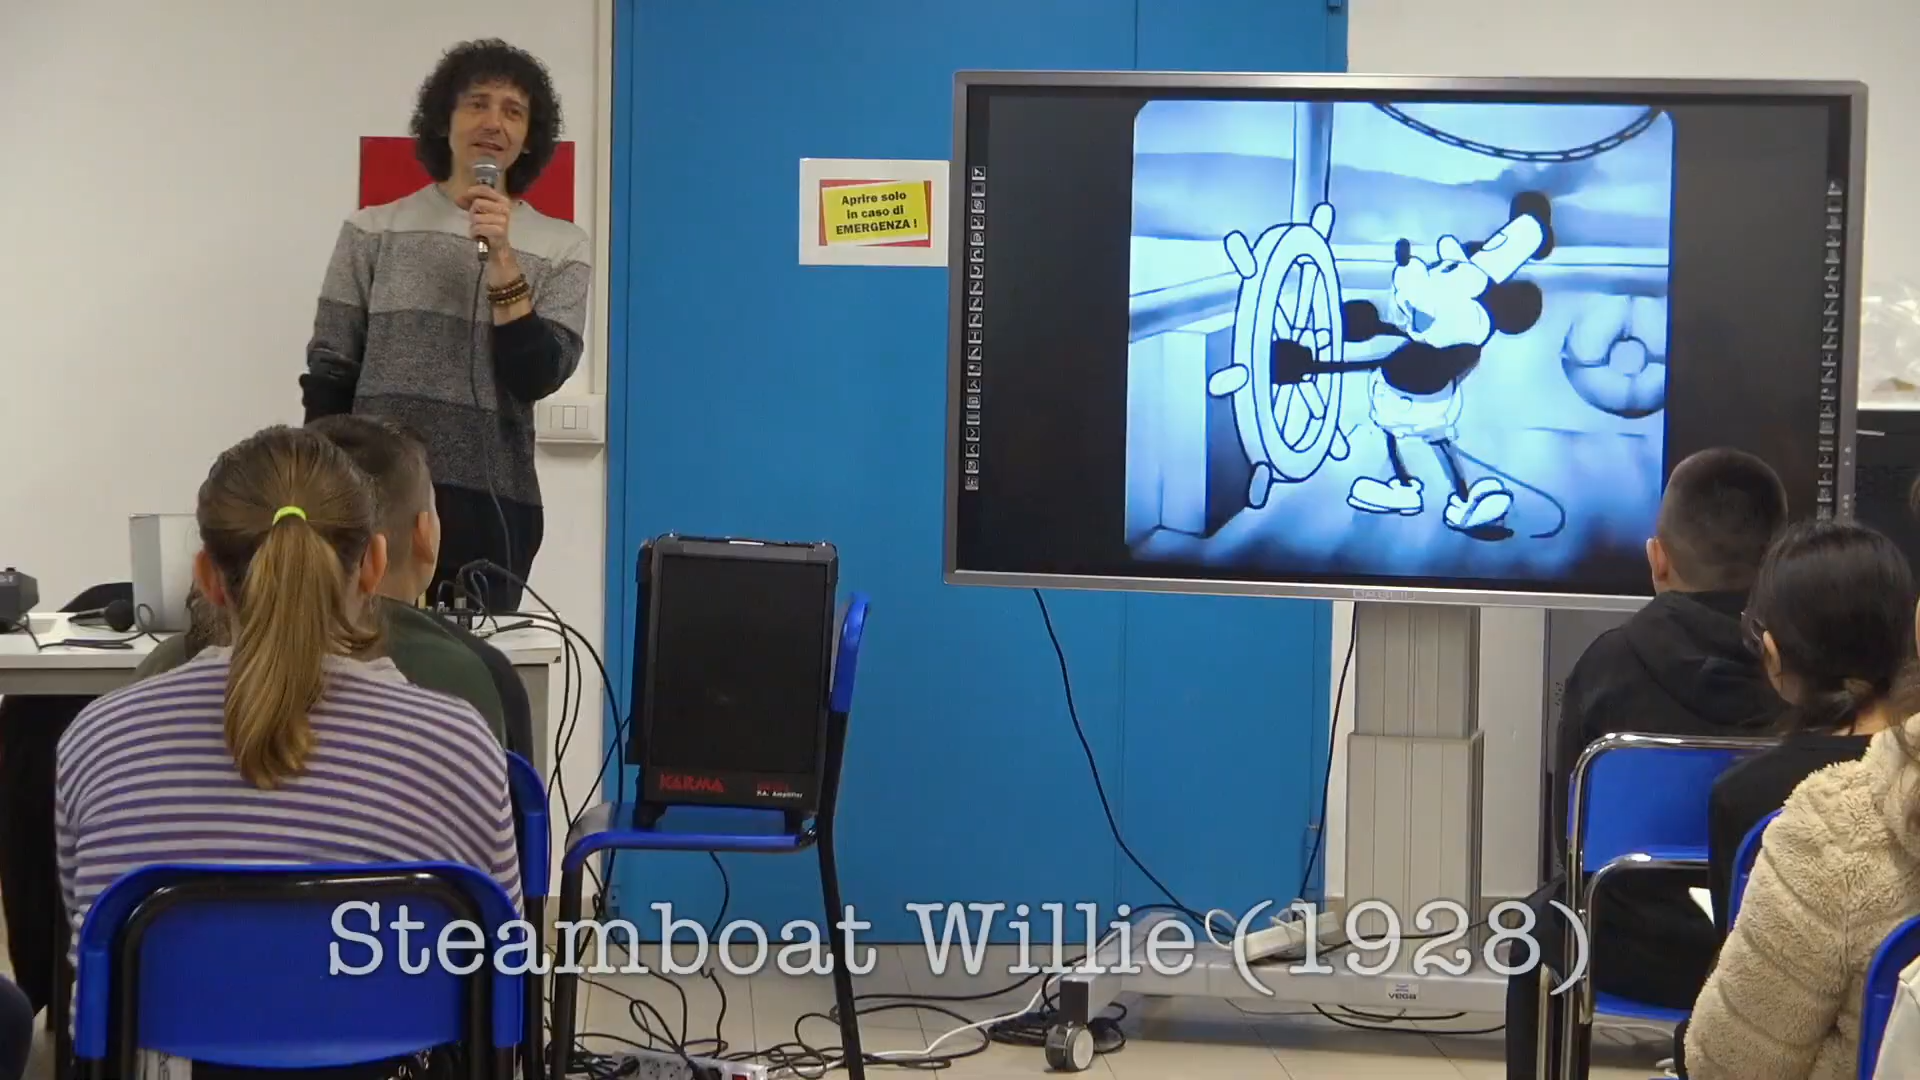 Aprire solo
in caso di
EMERGENZA !
KARMA
P.A. Amplifier
vega
Steamboat Willie (1928)